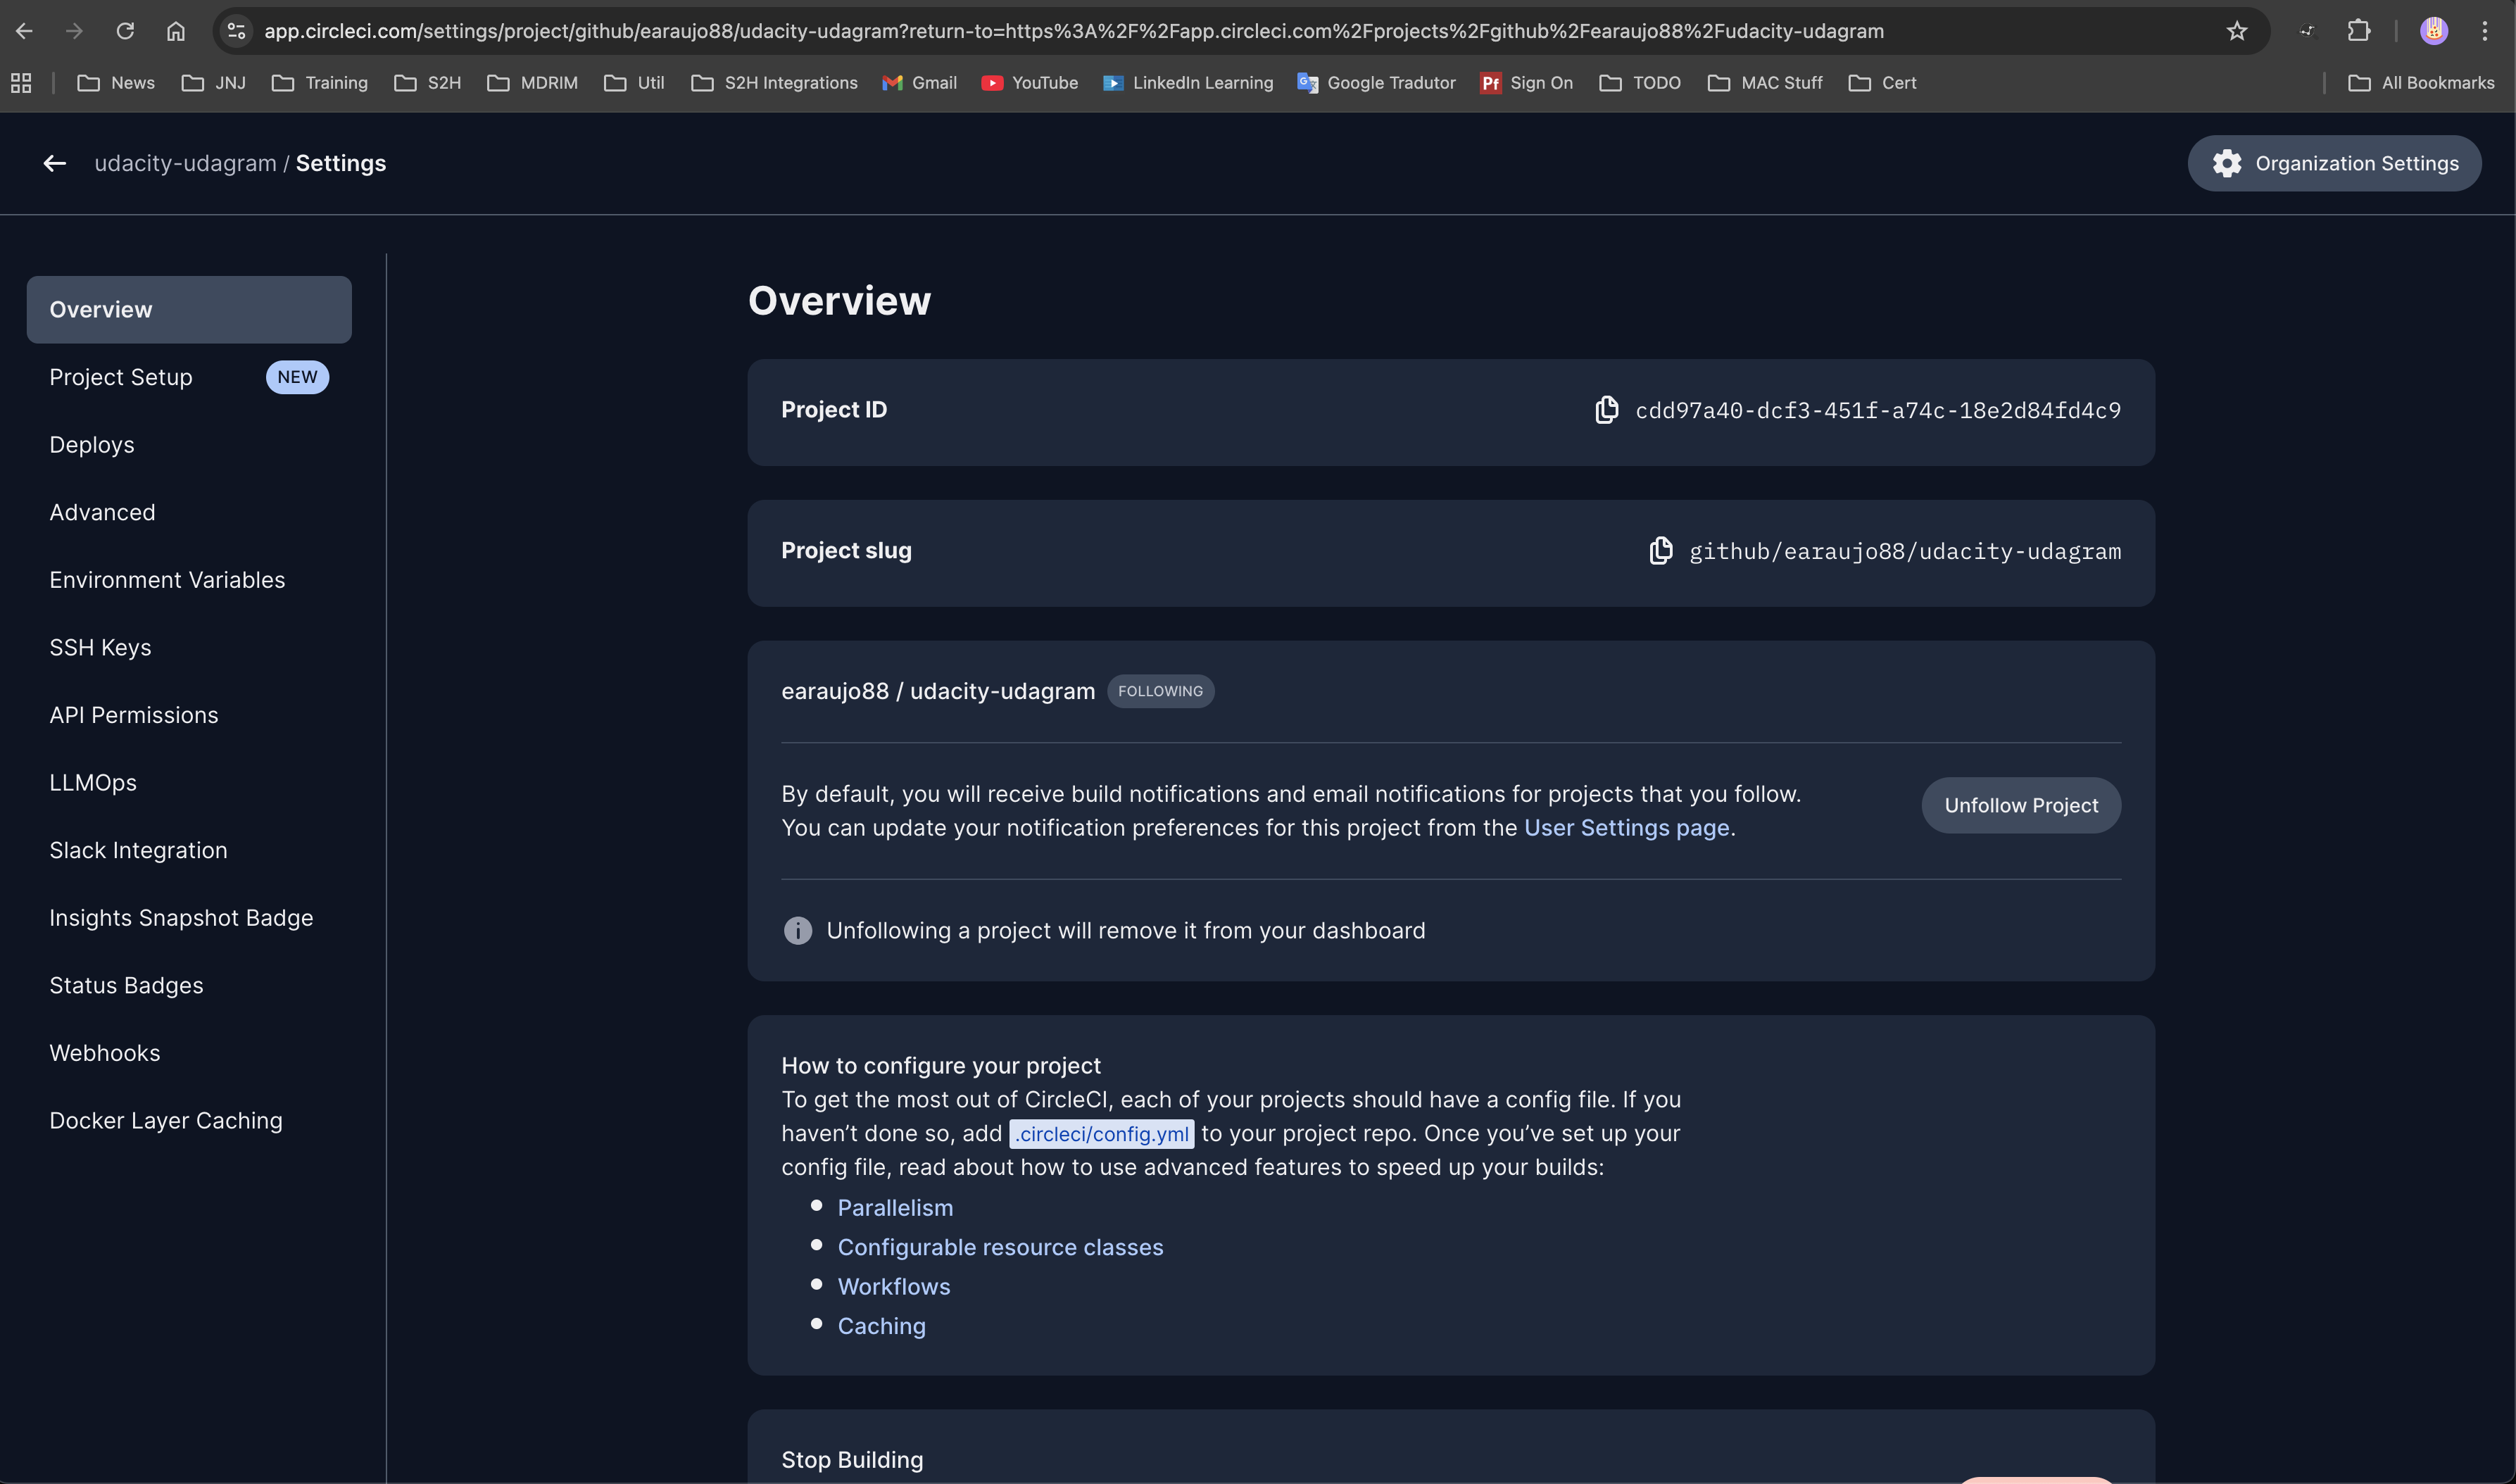 app.circleci.com/settings/project/github/earaujo88/udacity-udagram?return-to=https%3A%2F%2Fapp.circleci.com%2Fprojects%2Fgithub%2Fearaujo88%2Fudacity-udagram
News JNJ Training S2H MDRIM Util S2H Integrations Gmail YouTube LinkedIn Learning Google Tradutor Pf Sign On TODO MAC Stuff Cert All Bookmarks
udacity-udagram / Settings
Organization Settings
Overview
Project Setup NEW
Deploys
Advanced
Environment Variables
SSH Keys
API Permissions
LLMOps
Slack Integration
Insights Snapshot Badge
Status Badges
Webhooks
Docker Layer Caching
Overview
Project ID cdd97a40-dcf3-451f-a74c-18e2d84fd4c9
Project slug github/earaujo88/udacity-udagram
earaujo88 / udacity-udagram FOLLOWING
By default, you will receive build notifications and email notifications for projects that you follow.
You can update your notification preferences for this project from the User Settings page.
Unfollow Project
Unfollowing a project will remove it from your dashboard
How to configure your project
To get the most out of CircleCI, each of your projects should have a config file. If you
haven’t done so, add .circleci/config.yml to your project repo. Once you’ve set up your
config file, read about how to use advanced features to speed up your builds:
Parallelism
Configurable resource classes
Workflows
Caching
Stop Building